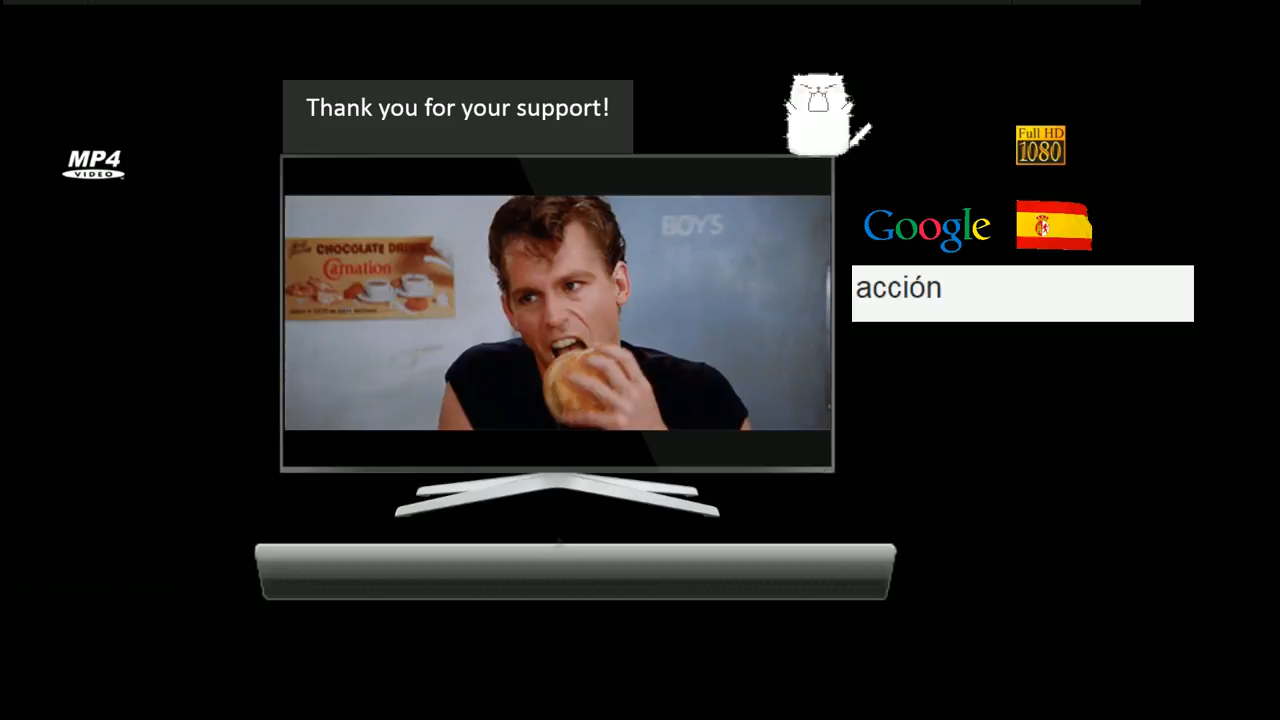 Thank you for your support!
MP4
VIDEO
Full HD
1080
BOYS
CHOCOLATE DRINK
Carnation
Google
acción